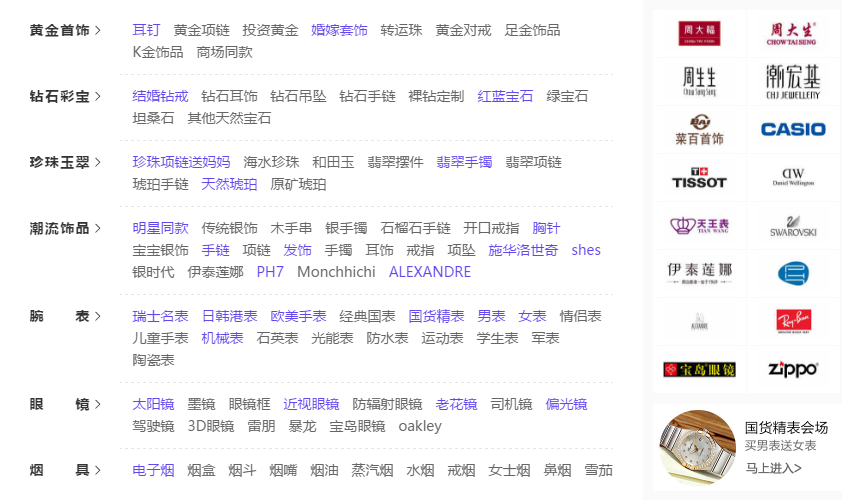 黄金首饰 >
耳钉 黄金项链 投资黄金 婚嫁套饰 转运珠 黄金对戒 足金饰品
K金饰品 商场同款
钻石彩宝 >
结婚钻戒 钻石耳饰 钻石吊坠 钻石手链 裸钻定制 红蓝宝石 绿宝石
坦桑石 其他天然宝石
珍珠玉翠 >
珍珠项链送妈妈 海水珍珠 和田玉 翡翠摆件 翡翠手镯 翡翠项链
琥珀手链 天然琥珀 原矿琥珀
潮流饰品 >
明星同款 传统银饰 木手串 银手镯 石榴石手链 开口戒指 胸针
宝宝银饰 手链 项链 发饰 手镯 耳饰 戒指 项坠 施华洛世奇 shes
银时代 伊泰莲娜 PH7 Monchhichi ALEXANDRE
腕 表 >
瑞士名表 日韩港表 欧美手表 经典国表 国货精表 男表 女表 情侣表
儿童手表 机械表 石英表 光能表 防水表 运动表 学生表 军表
陶瓷表
眼 镜 >
太阳镜 墨镜 眼镜框 近视眼镜 防辐射眼镜 老花镜 司机镜 偏光镜
驾驶镜 3D眼镜 雷朋 暴龙 宝岛眼镜 oakley
烟 具 >
电子烟 烟盒 烟斗 烟嘴 烟油 蒸汽烟 水烟 戒烟 女士烟 鼻烟 雪茄
周大福
周大生
CHOW TAI SENG
周生生
Chow Sang Sang
潮宏基
CHJ JEWELLERY
菜百首饰
CASIO
TISSOT
DW
Daniel Wellington
天王表
TIAN WANG
SWAROVSKI
伊泰莲娜
ALEXANDRE
Ray-Ban
宝岛眼镜
zippo
国货精表会场
买男表送女表
马上进入>